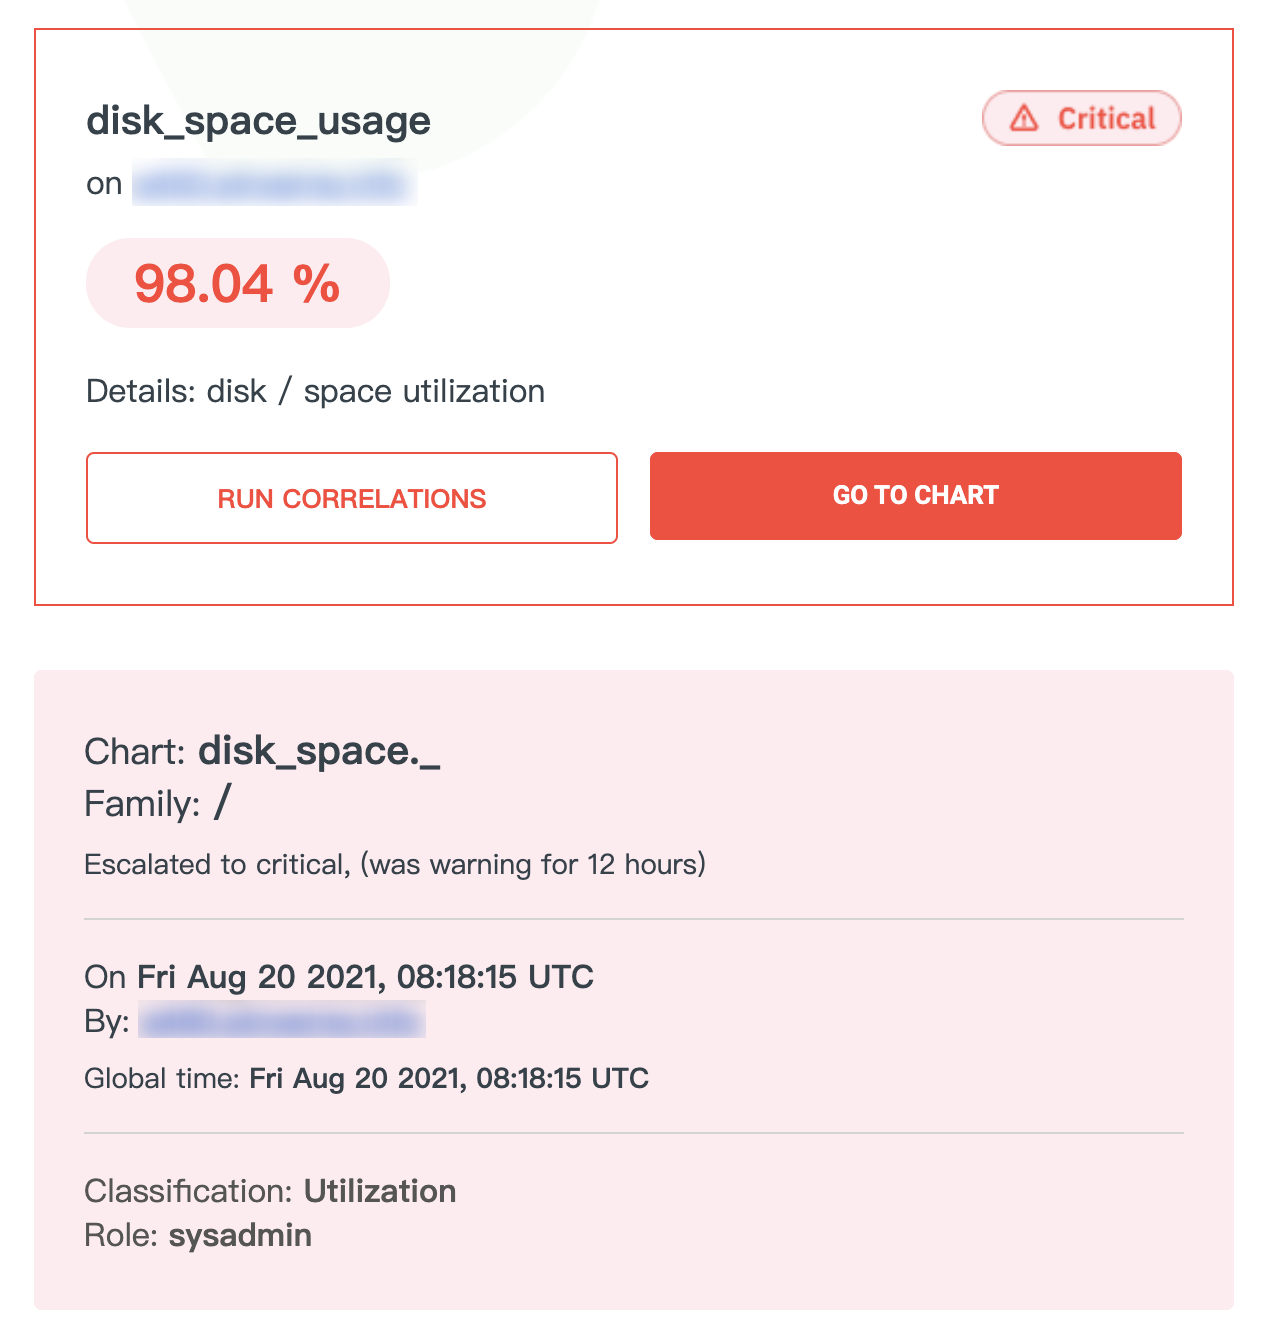 disk_space_usage
Critical
on
98.04 %
Details: disk / space utilization
RUN CORRELATIONS
GO TO CHART
Chart: disk_space._
Family: /
Escalated to critical, (was warning for 12 hours)
On Fri Aug 20 2021, 08:18:15 UTC
By:
Global time: Fri Aug 20 2021, 08:18:15 UTC
Classification: Utilization
Role: sysadmin